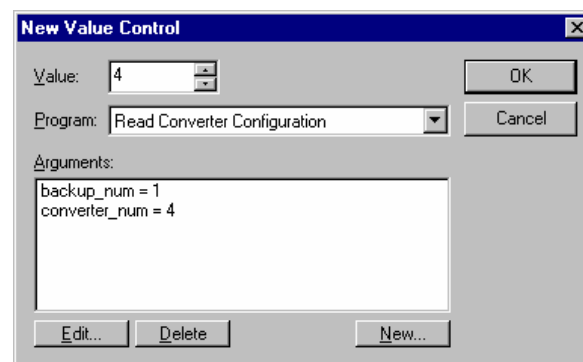 New Value Control
Value: 4
OK
Program: Read Converter Configuration
Cancel
Arguments:
backup_num = 1
converter_num = 4
Edit... Delete New...